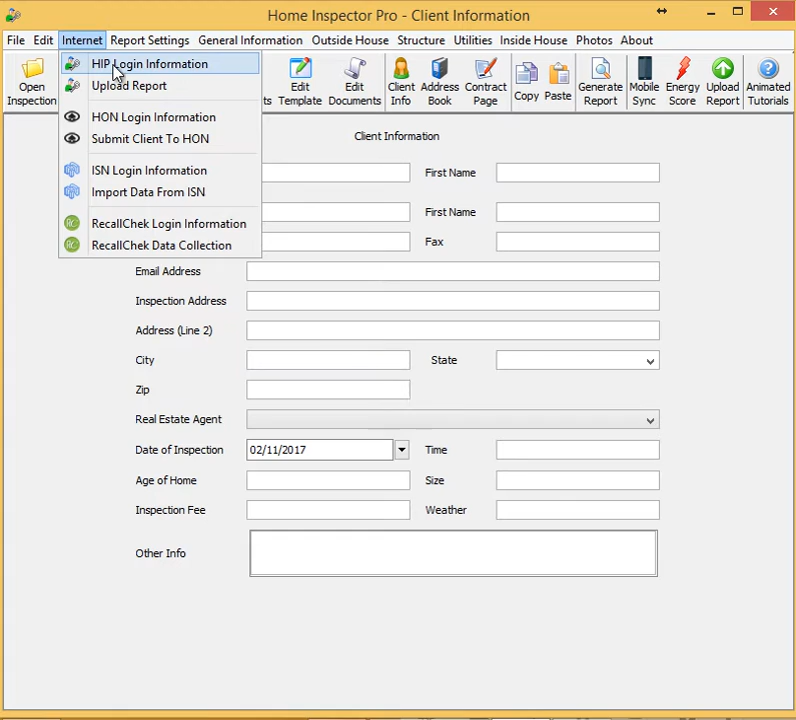 Home Inspector Pro - Client Information
File Edit Internet Report Settings General Information Outside House Structure Utilities Inside House Photos About
HIP Login Information
Upload Report
HON Login Information
Submit Client To HON
ISN Login Information
Import Data From ISN
RecallChek Login Information
RecallChek Data Collection
Open Inspection
ts
Edit Template
Edit Documents
Client Info
Address Book
Contract Page
Copy
Paste
Generate Report
Mobile Sync
Energy Score
Upload Report
Animated Tutorials
Client Information
First Name
First Name
Fax
Email Address
Inspection Address
Address (Line 2)
City State
Zip
Real Estate Agent
Date of Inspection 02/11/2017 Time
Age of Home Size
Inspection Fee Weather
Other Info